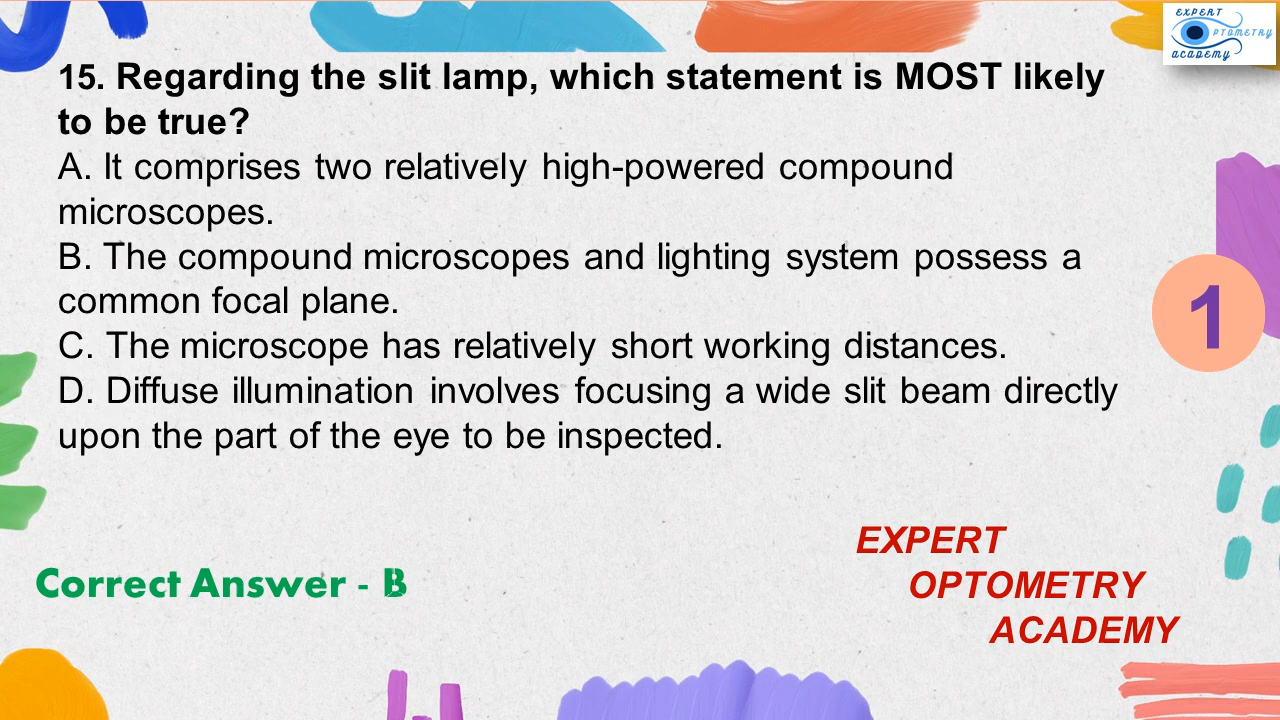 EXPERT
OPTOMETRY
academy
15. Regarding the slit lamp, which statement is MOST likely
to be true?
A. It comprises two relatively high-powered compound
microscopes.
B. The compound microscopes and lighting system possess a
common focal plane.
C. The microscope has relatively short working distances.
D. Diffuse illumination involves focusing a wide slit beam directly
upon the part of the eye to be inspected.
1
Correct Answer - B
EXPERT
OPTOMETRY
ACADEMY